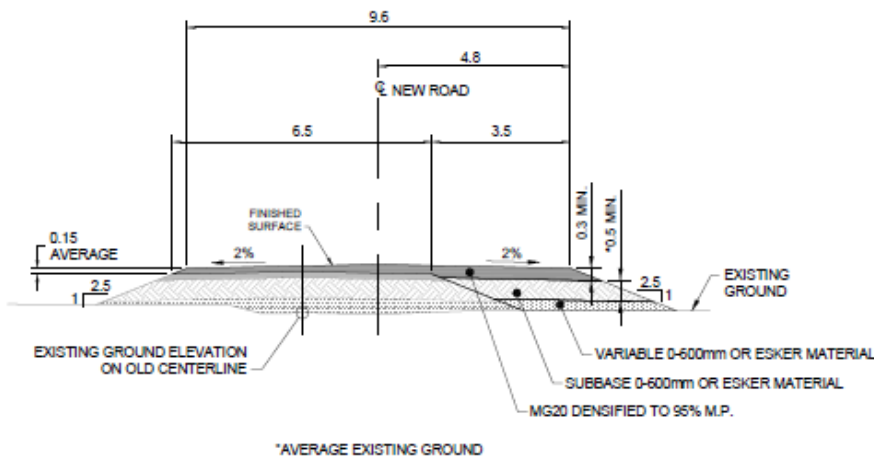 9.6
4.8
℄ NEW ROAD
6.5
3.5
0.3 MIN.
*0.5 MIN.
FINISHED
SURFACE
0.15
AVERAGE
2%
2%
2.5
1
2.5
1
EXISTING
GROUND
EXISTING GROUND ELEVATION
ON OLD CENTERLINE
VARIABLE 0-600mm OR ESKER MATERIAL
SUBBASE 0-600mm OR ESKER MATERIAL
MG20 DENSIFIED TO 95% M.P.
*AVERAGE EXISTING GROUND